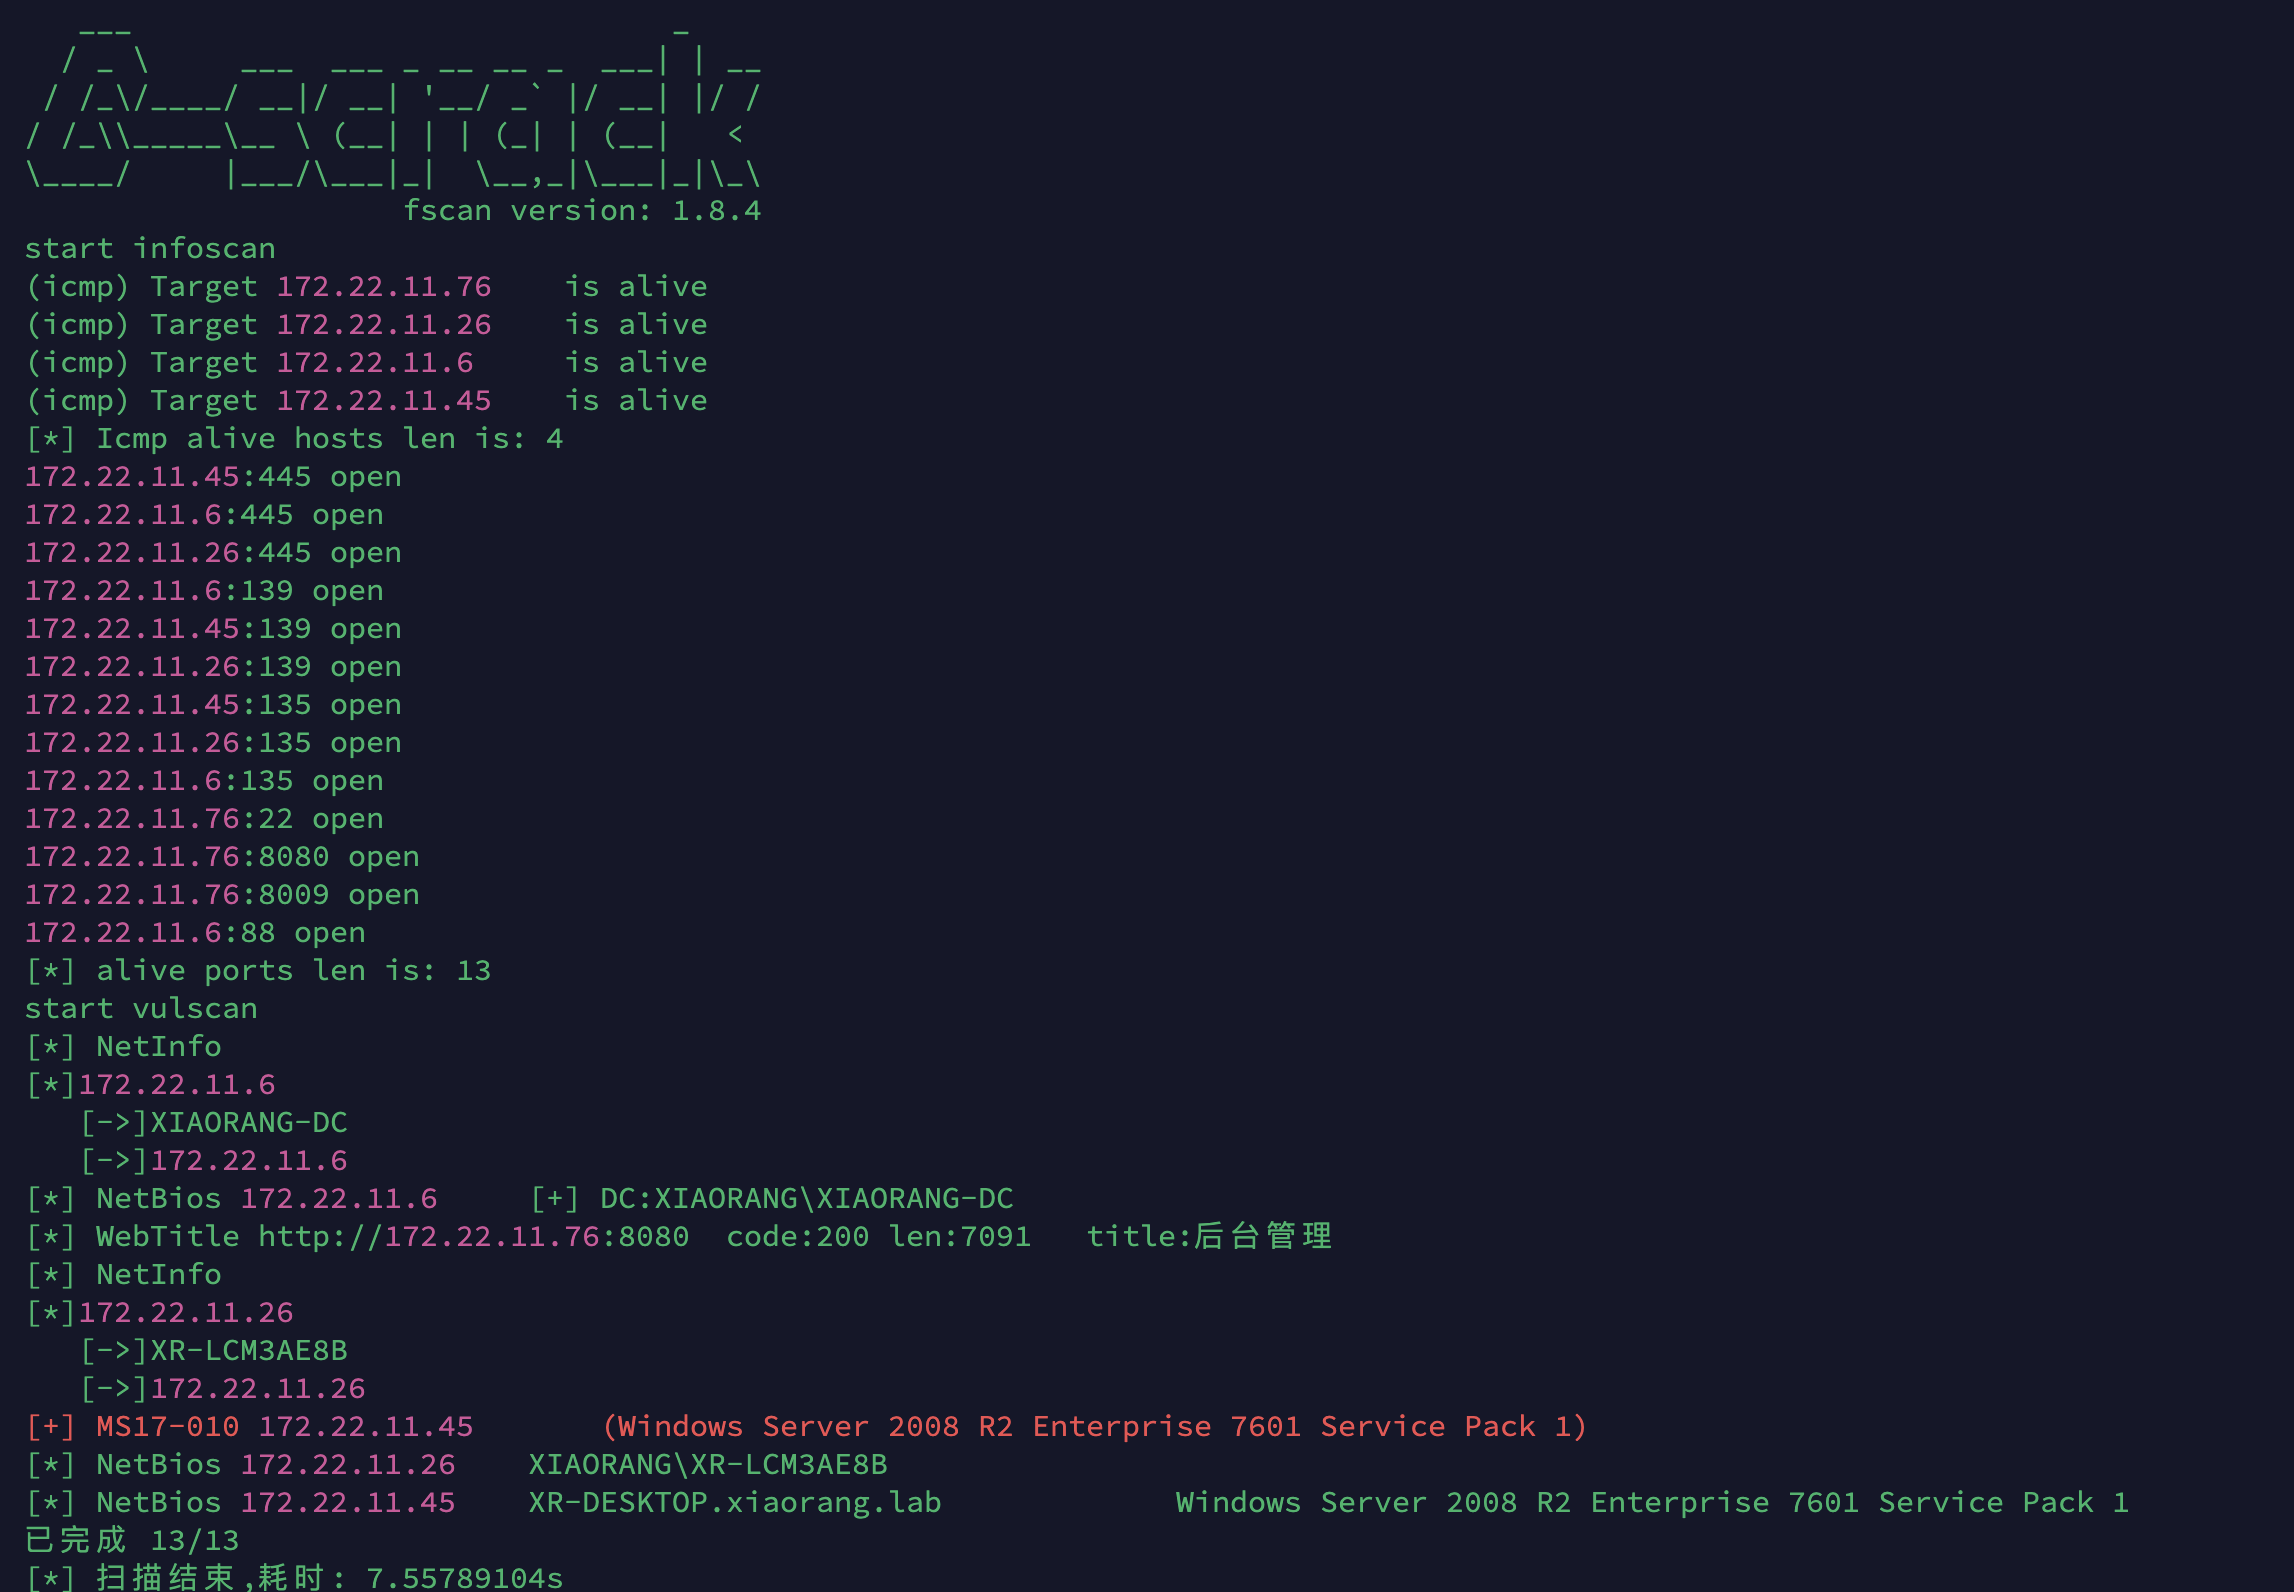 ___                              _
  / _ \     ___  ___ _ __ __ _  ___| | __
 / /_\/____/ __|/ __| '__/ _` |/ __| |/ /
/ /_\\_____\__ \ (__| | | (_| | (__|   <
\____/     |___/\___|_|  \__,_|\___|_|\_\
                     fscan version: 1.8.4
start infoscan
(icmp) Target 172.22.11.76    is alive
(icmp) Target 172.22.11.26    is alive
(icmp) Target 172.22.11.6     is alive
(icmp) Target 172.22.11.45    is alive
[*] Icmp alive hosts len is: 4
172.22.11.45:445 open
172.22.11.6:445 open
172.22.11.26:445 open
172.22.11.6:139 open
172.22.11.45:139 open
172.22.11.26:139 open
172.22.11.45:135 open
172.22.11.26:135 open
172.22.11.6:135 open
172.22.11.76:22 open
172.22.11.76:8080 open
172.22.11.76:8009 open
172.22.11.6:88 open
[*] alive ports len is: 13
start vulscan
[*] NetInfo
[*]172.22.11.6
   [->]XIAORANG-DC
   [->]172.22.11.6
[*] NetBios 172.22.11.6     [+] DC:XIAORANG\XIAORANG-DC
[*] WebTitle http://172.22.11.76:8080  code:200 len:7091   title:后台管理
[*] NetInfo
[*]172.22.11.26
   [->]XR-LCM3AE8B
   [->]172.22.11.26
[+] MS17-010 172.22.11.45       (Windows Server 2008 R2 Enterprise 7601 Service Pack 1)
[*] NetBios 172.22.11.26    XIAORANG\XR-LCM3AE8B
[*] NetBios 172.22.11.45    XR-DESKTOP.xiaorang.lab             Windows Server 2008 R2 Enterprise 7601 Service Pack 1
已完成 13/13
[*] 扫描结束,耗时: 7.55789104s